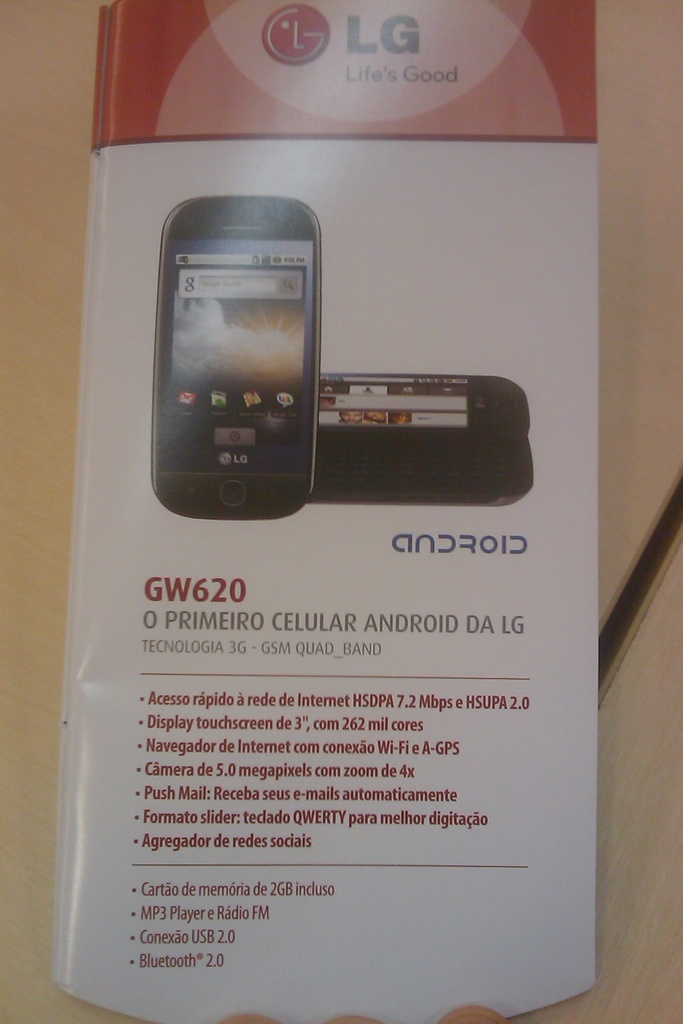 LG
Life's Good
LG
ANDROID
GW620
O PRIMEIRO CELULAR ANDROID DA LG
TECNOLOGIA 3G - GSM QUAD_BAND
• Acesso rápido à rede de Internet HSDPA 7.2 Mbps e HSUPA 2.0
• Display touchscreen de 3", com 262 mil cores
• Navegador de Internet com conexão Wi-Fi e A-GPS
• Câmera de 5.0 megapixels com zoom de 4x
• Push Mail: Receba seus e-mails automaticamente
• Formato slider: teclado QWERTY para melhor digitação
• Agregador de redes sociais
• Cartão de memória de 2GB incluso
• MP3 Player e Rádio FM
• Conexão USB 2.0
• Bluetooth® 2.0